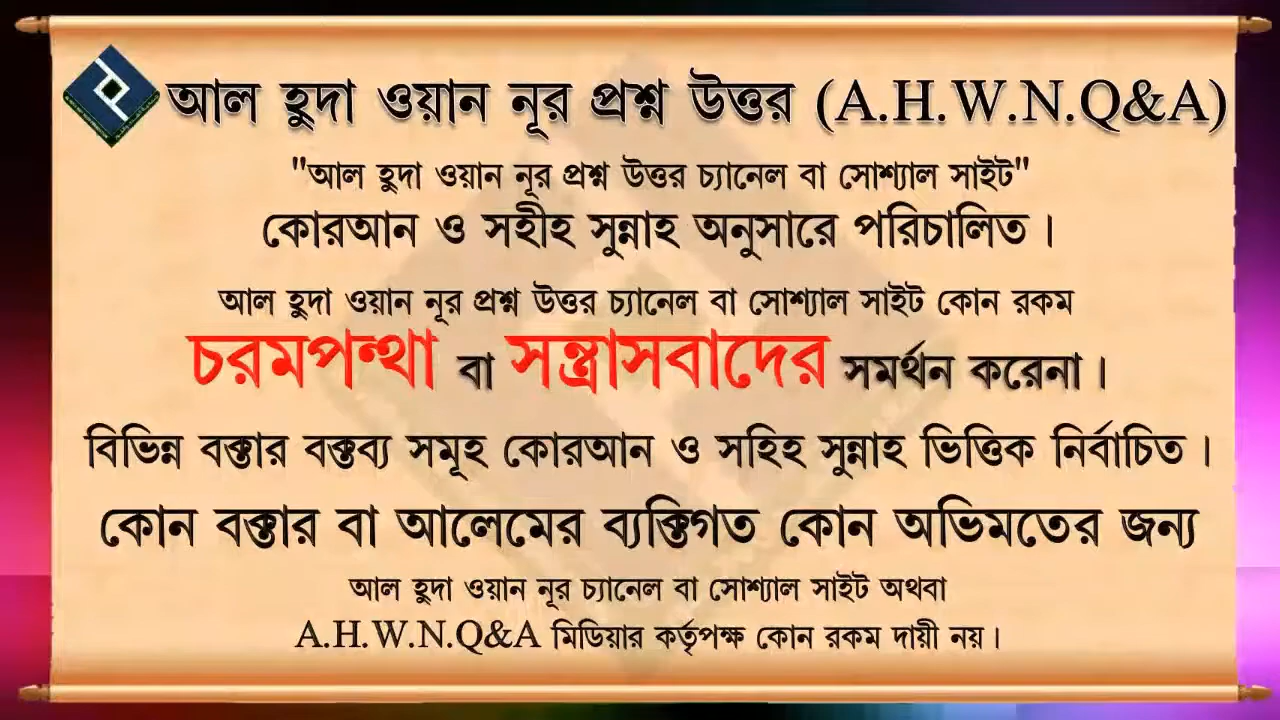 আল হুদা ওয়ান নূর প্রশ্ন উত্তর (A.H.W.N.Q&A)
"আল হুদা ওয়ান নূর প্রশ্ন উত্তর চ্যানেল বা সোশ্যাল সাইট"
কোরআন ও সহীহ সুন্নাহ অনুসারে পরিচালিত।
আল হুদা ওয়ান নূর প্রশ্ন উত্তর চ্যানেল বা সোশ্যাল সাইট কোন রকম
চরমপন্থা বা সন্ত্রাসবাদের সমর্থন করেনা।
বিভিন্ন বক্তার বক্তব্য সমূহ কোরআন ও সহিহ সুন্নাহ ভিত্তিক নির্বাচিত।
কোন বক্তার বা আলেমের ব্যক্তিগত কোন অভিমতের জন্য
আল হুদা ওয়ান নূর চ্যানেল বা সোশ্যাল সাইট অথবা
A.H.W.N.Q&A মিডিয়ার কর্তৃপক্ষ কোন রকম দায়ী নয়।